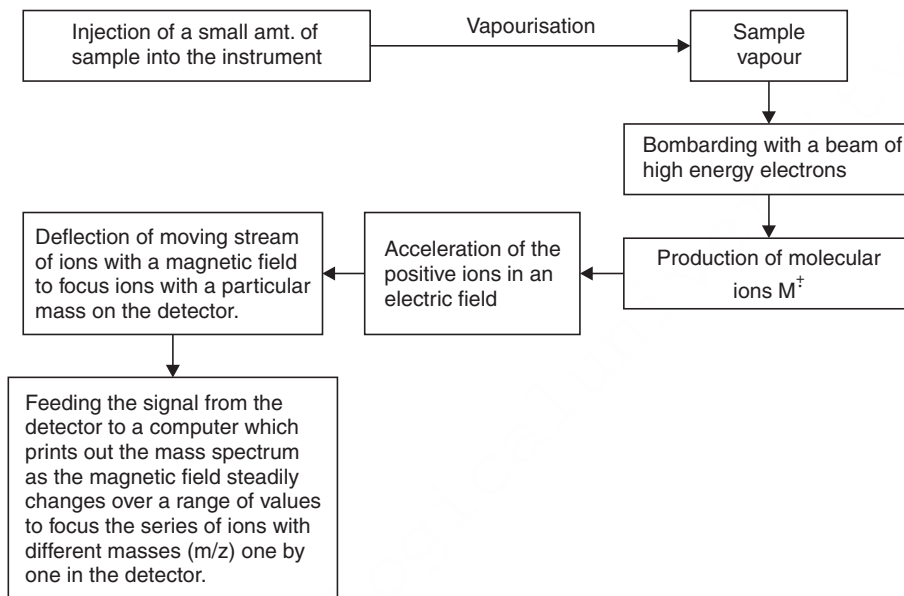 Injection of a small amt. of
sample into the instrument
Vapourisation
Sample
vapour
Bombarding with a beam of
high energy electrons
Production of molecular
ions M⁺̣
Acceleration of the
positive ions in an
electric field
Deflection of moving stream
of ions with a magnetic field
to focus ions with a particular
mass on the detector.
Feeding the signal from the
detector to a computer which
prints out the mass spectrum
as the magnetic field steadily
changes over a range of values
to focus the series of ions with
different masses (m/z) one by
one in the detector.